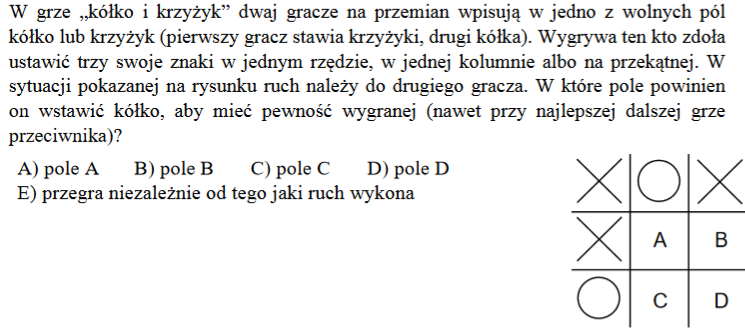 W grze „kółko i krzyżyk” dwaj gracze na przemian wpisują w jedno z wolnych pól
kółko lub krzyżyk (pierwszy gracz stawia krzyżyki, drugi kółka). Wygrywa ten kto zdoła
ustawić trzy swoje znaki w jednym rzędzie, w jednej kolumnie albo na przekątnej. W
sytuacji pokazanej na rysunku ruch należy do drugiego gracza. W które pole powinien
on wstawić kółko, aby mieć pewność wygranej (nawet przy najlepszej dalszej grze
przeciwnika)?
A) pole A B) pole B C) pole C D) pole D
E) przegra niezależnie od tego jaki ruch wykona
A B
C D